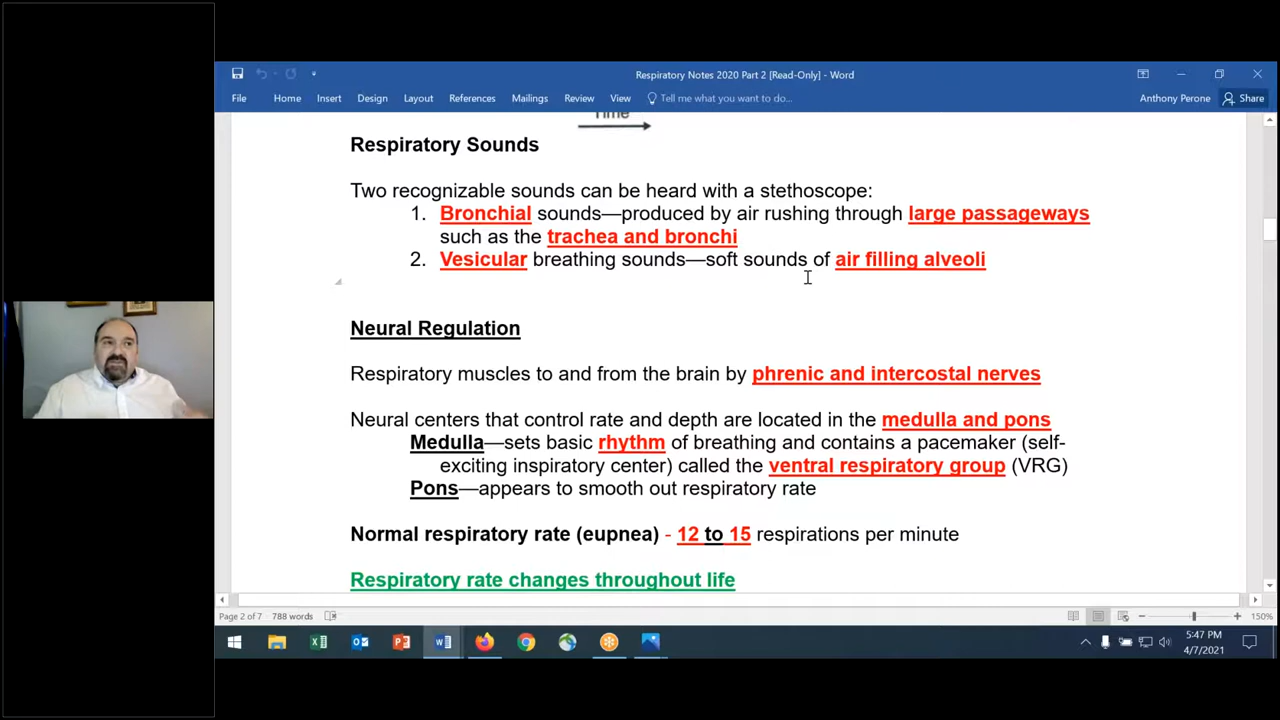 Respiratory Notes 2020 Part 2 [Read-Only] - Word
File Home Insert Design Layout References Mailings Review View Tell me what you want to do... Anthony Perone Share
Time
Respiratory Sounds
Two recognizable sounds can be heard with a stethoscope:
1. Bronchial sounds—produced by air rushing through large passageways
such as the trachea and bronchi
2. Vesicular breathing sounds—soft sounds of air filling alveoli
Neural Regulation
Respiratory muscles to and from the brain by phrenic and intercostal nerves
Neural centers that control rate and depth are located in the medulla and pons
Medulla—sets basic rhythm of breathing and contains a pacemaker (self-
exciting inspiratory center) called the ventral respiratory group (VRG)
Pons—appears to smooth out respiratory rate
Normal respiratory rate (eupnea) - 12 to 15 respirations per minute
Respiratory rate changes throughout life
Page 2 of 7 788 words 150%
5:47 PM
4/7/2021